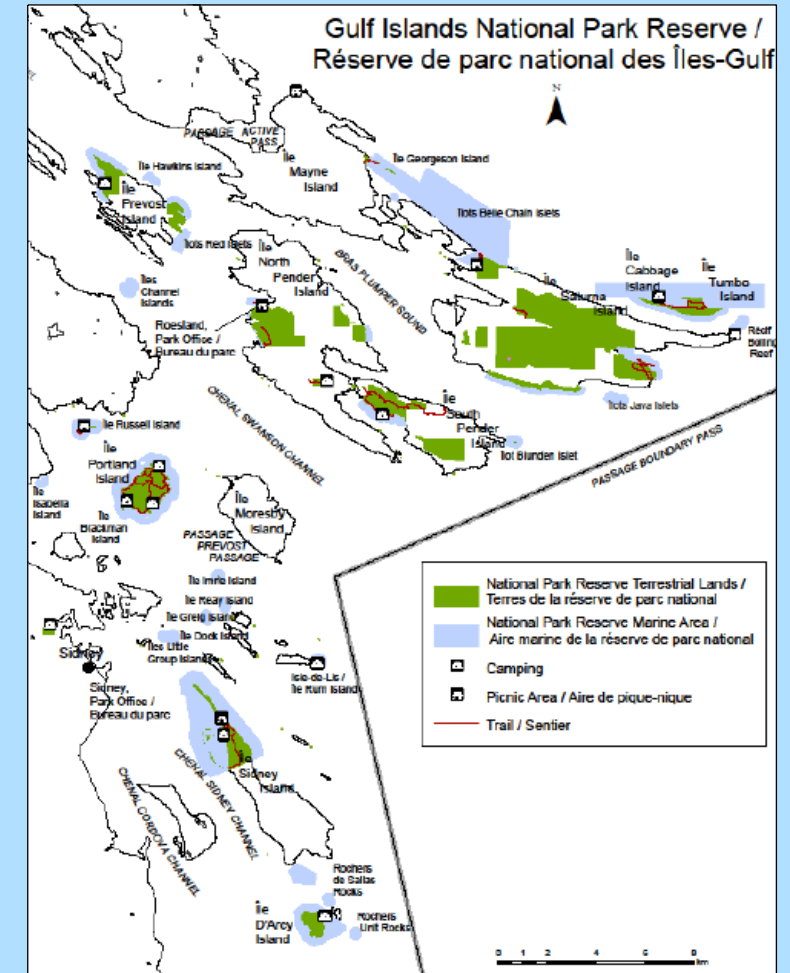 Gulf Islands National Park Reserve /
Réserve de parc national des Îles-Gulf
N
PASSAGE ACTIVE
PASS
Île Georgeson Island
Île
Mayne
Island
Île Hawkins Island
Île
Prevost
Island
Îlots Belle Chain Islets
Îlots Red Islets
Île
North
Pender
Island
BRAS PLUMPER SOUND
Île
Cabbage
Island
Île
Tumbo
Island
Îles
Channel
Islands
Île
Saturna
Island
Récif
Boiling
Reef
Roesland,
Park Office /
Bureau du parc
CHENAL SWANSON CHANNEL
Île
South
Pender
Island
Îlots Java Islets
Îlot Blunden Islet
PASSAGE BOUNDARY PASS
Île Russell Island
Île
Portland
Island
Île
Isabella
Island
Île
Brackman
Island
Île
Moresby
Island
PASSAGE
PREVOST
PASSAGE
Île Imrie Island
Île Reay Island
Île Greig Island
Île Dock Island
Îles Little
Group Islands
Sidney
Sidney,
Park Office /
Bureau du parc
Isle-de-Lis /
Île Rum Island
Île
Sidney
Island
CHENAL SIDNEY CHANNEL
CHENAL CORDOVA CHANNEL
Rochers
de Sallas
Rocks
Île
D'Arcy
Island
Rochers
Unit Rocks
National Park Reserve Terrestrial Lands /
Terres de la réserve de parc national
National Park Reserve Marine Area /
Aire marine de la réserve de parc national
Camping
Picnic Area / Aire de pique-nique
Trail / Sentier
0 1 2 4 6 8
km